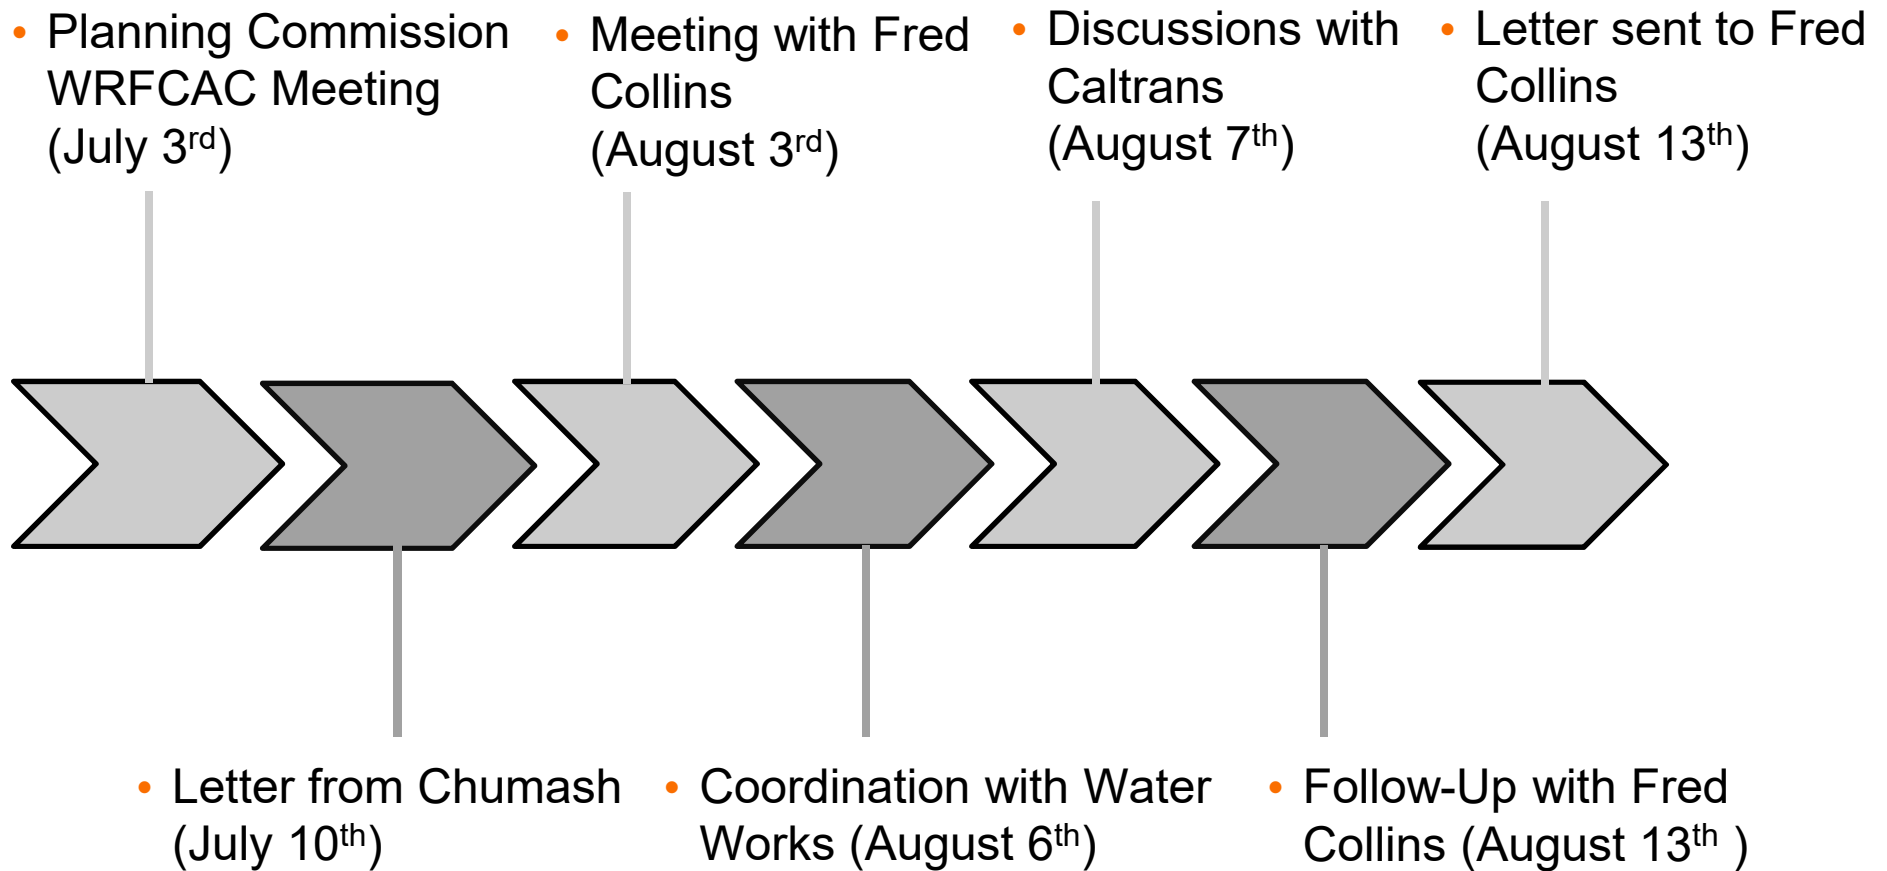 • Planning Commission
WRFCAC Meeting
(July 3rd)
• Meeting with Fred
Collins
(August 3rd)
• Discussions with
Caltrans
(August 7th)
• Letter sent to Fred
Collins
(August 13th)
• Letter from Chumash
(July 10th)
• Coordination with Water
Works (August 6th)
• Follow-Up with Fred
Collins (August 13th )